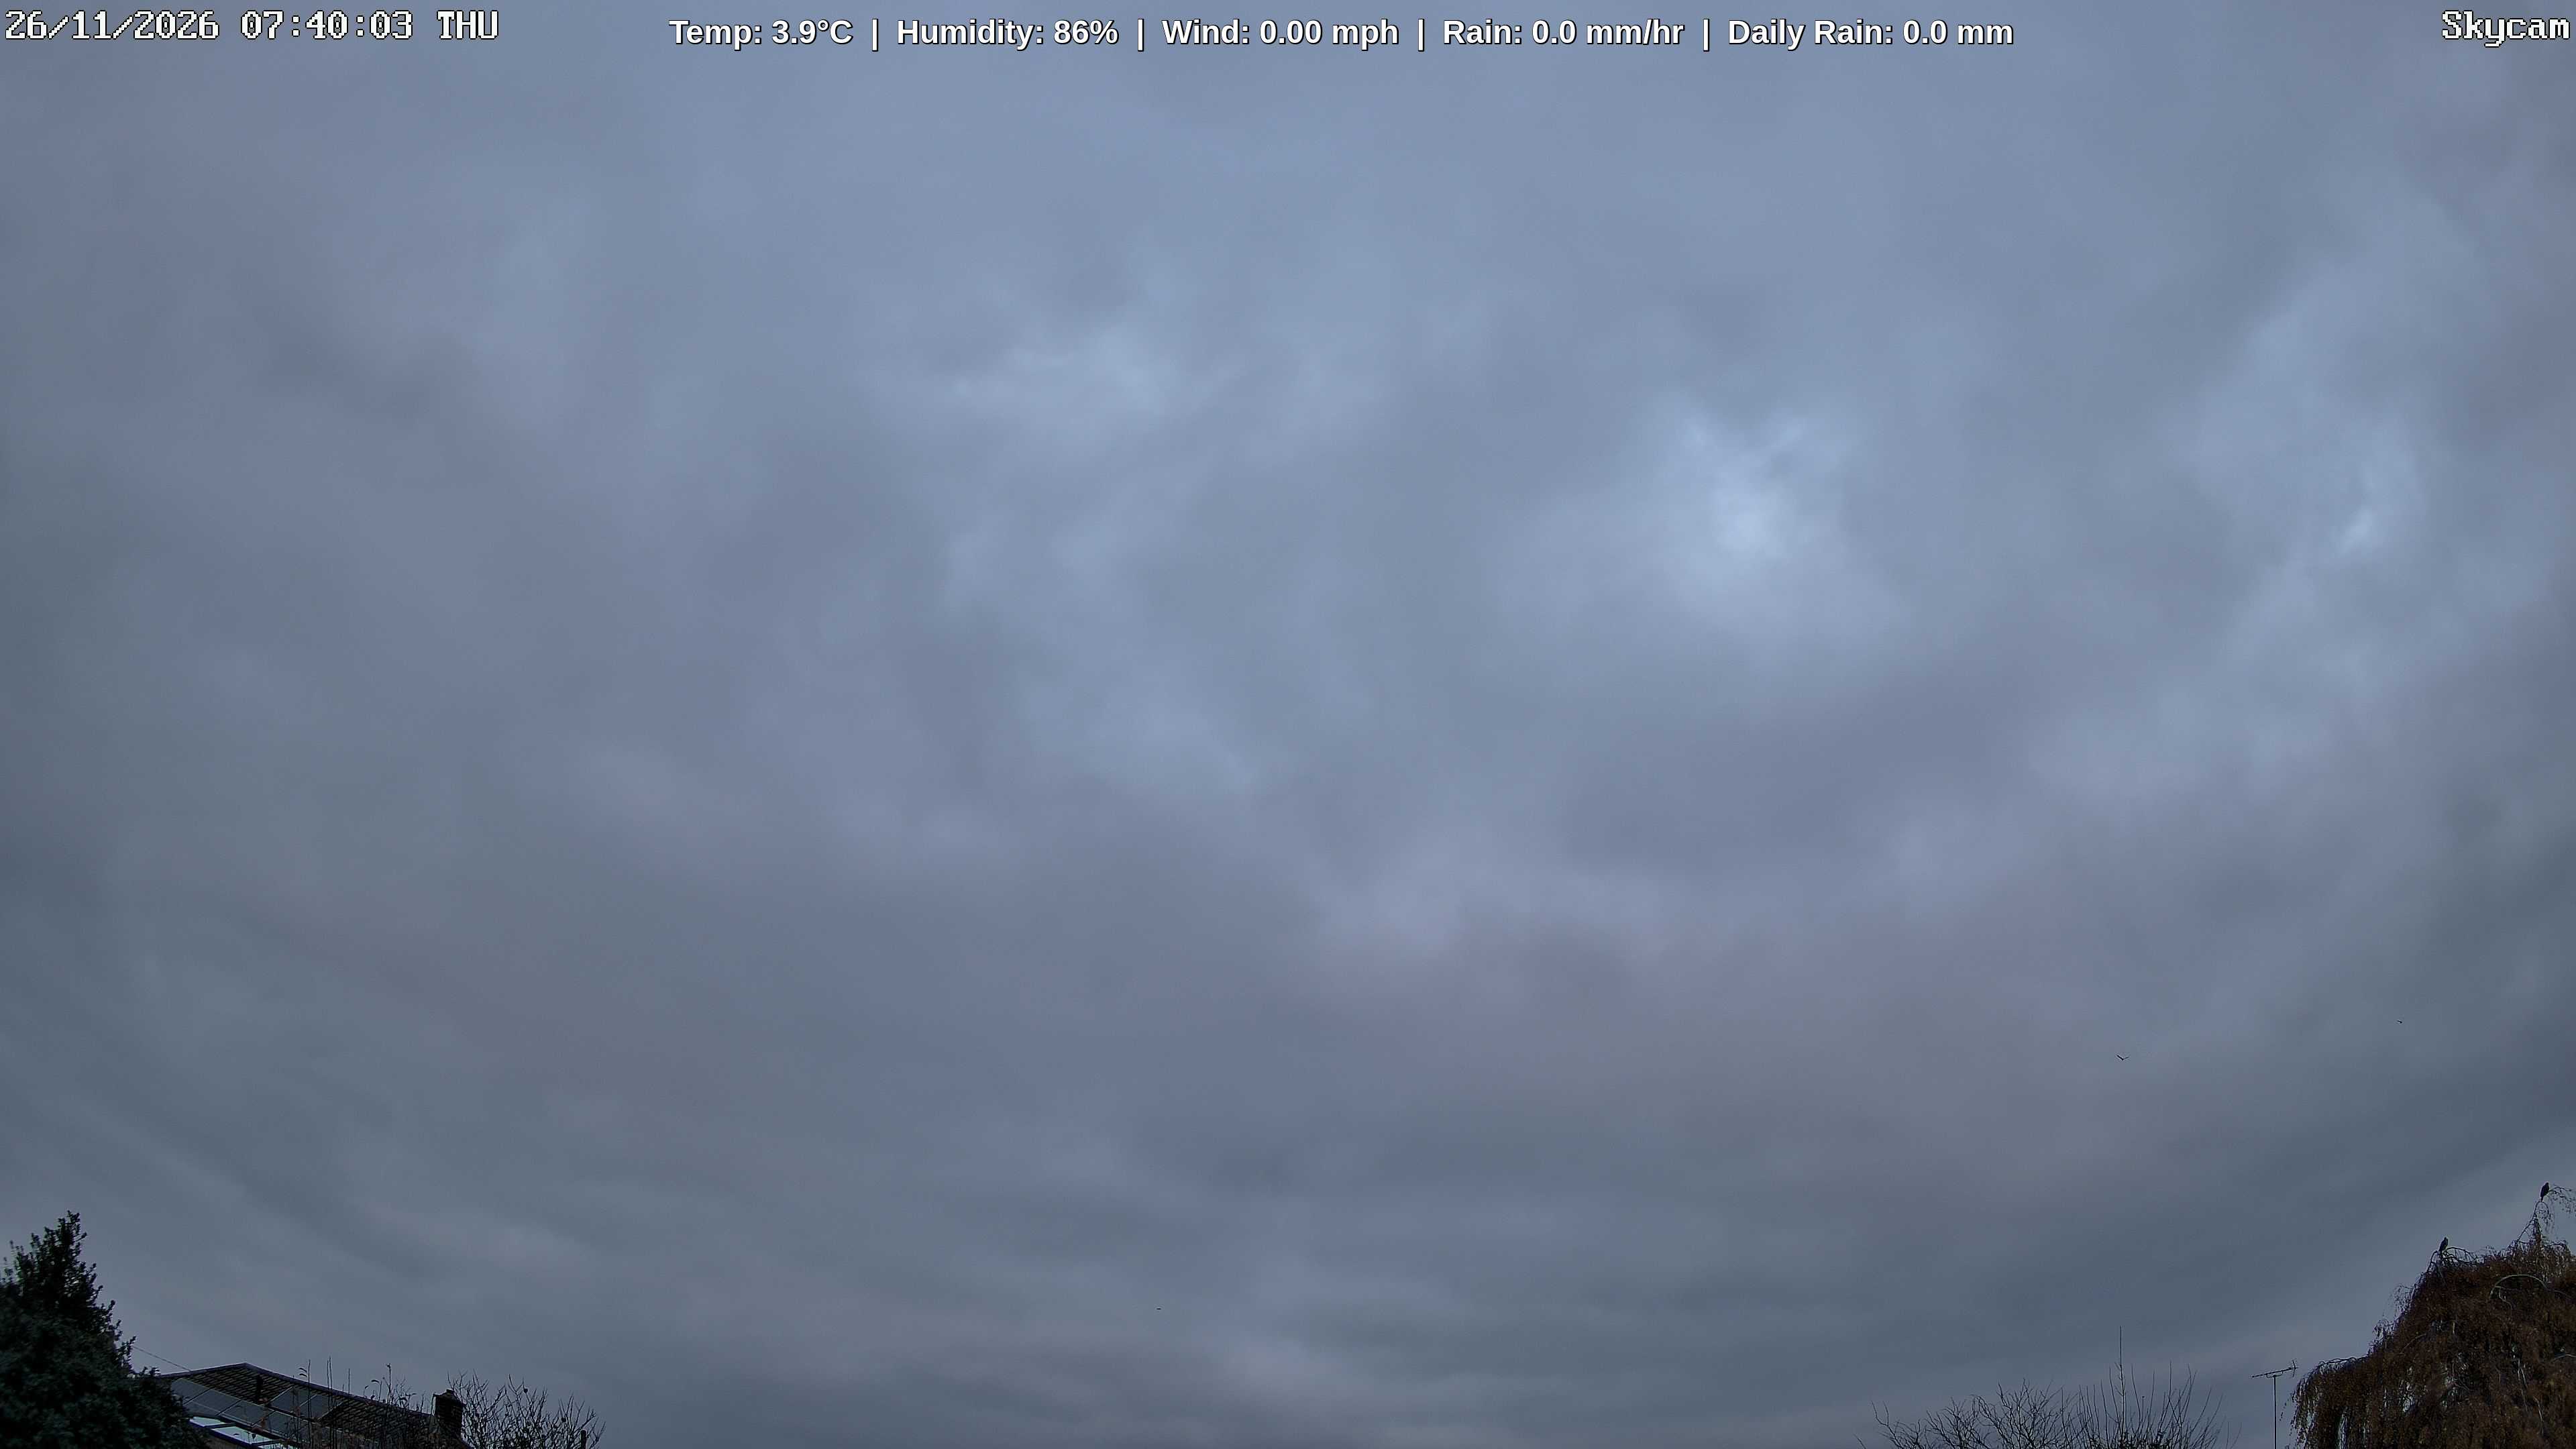 26/11/2026 07:40:03 THU
Temp: 3.9°C | Humidity: 86% | Wind: 0.00 mph | Rain: 0.0 mm/hr | Daily Rain: 0.0 mm
Skycam